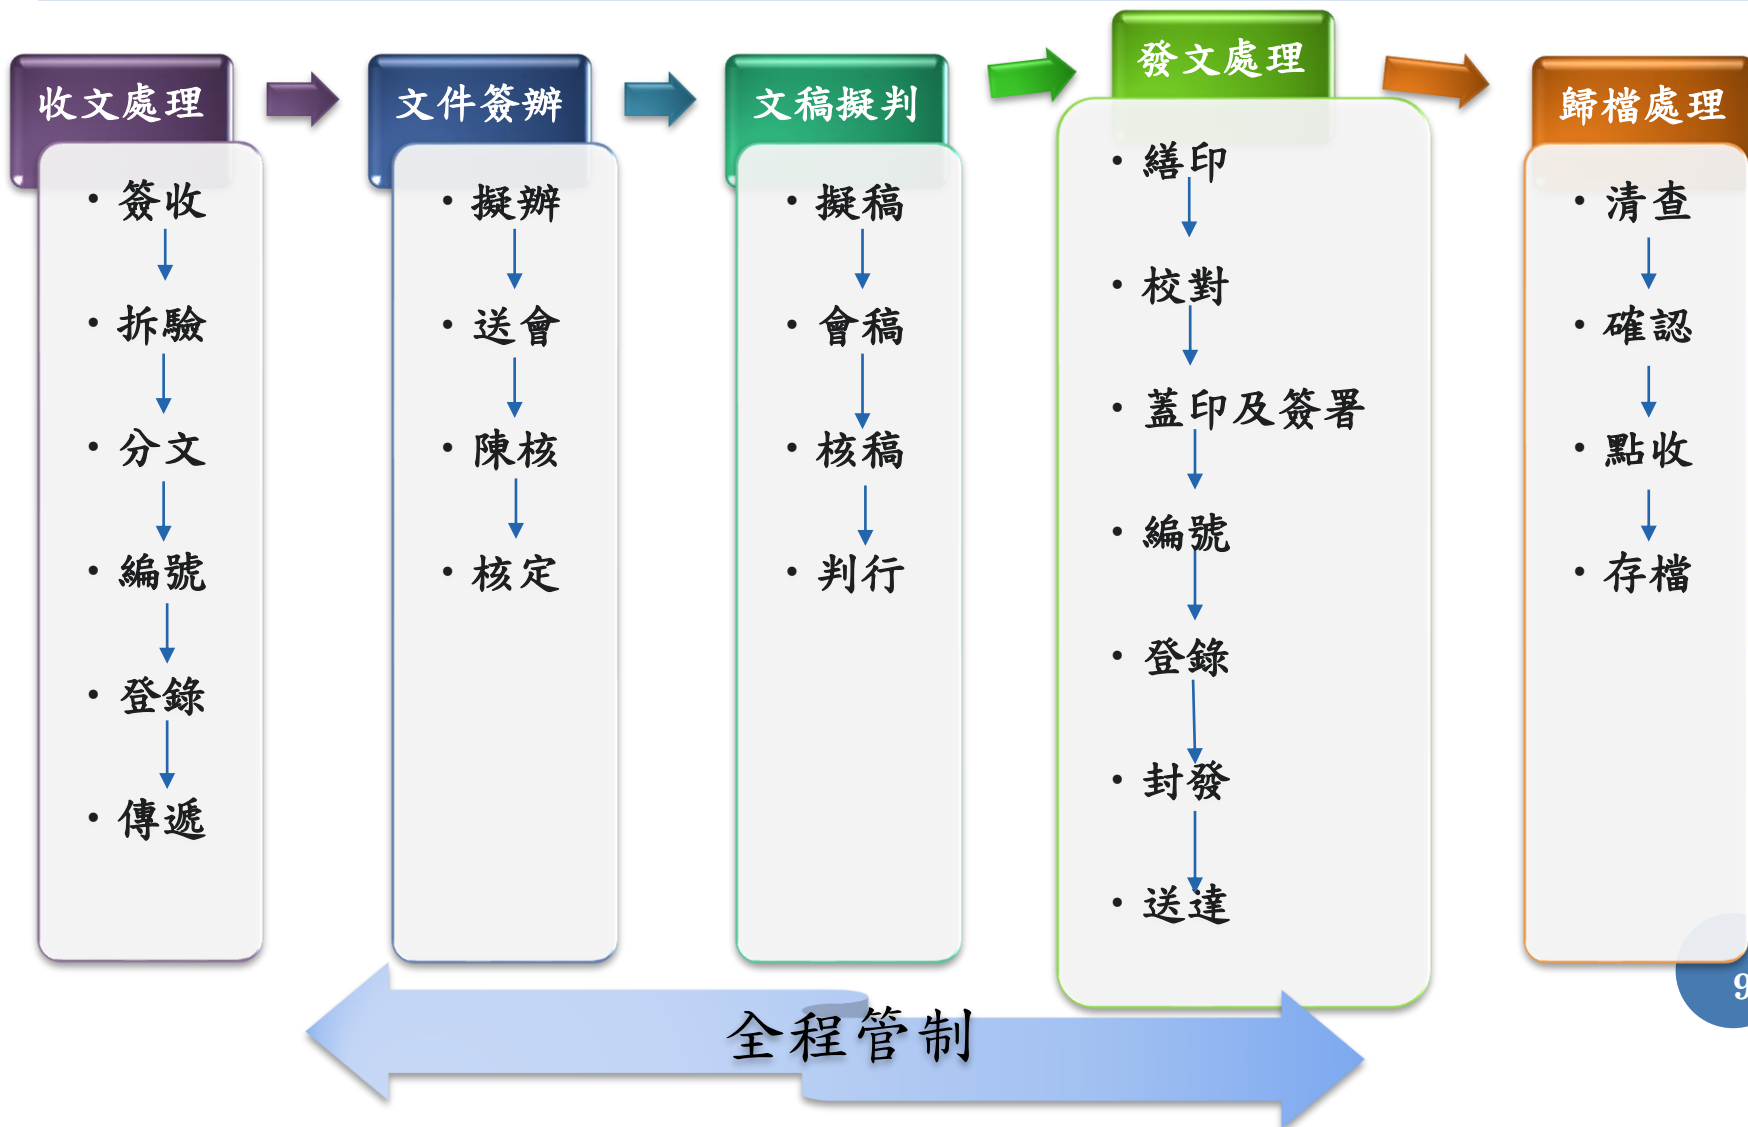 收文處理
• 簽收
• 拆驗
• 分文
• 編號
• 登錄
• 傳遞
文件簽辦
• 擬辦
• 送會
• 陳核
• 核定
文稿擬判
• 擬稿
• 會稿
• 核稿
• 判行
發文處理
• 繕印
• 校對
• 蓋印及簽署
• 編號
• 登錄
• 封發
• 送達
歸檔處理
• 清查
• 確認
• 點收
• 存檔
全程管制
9